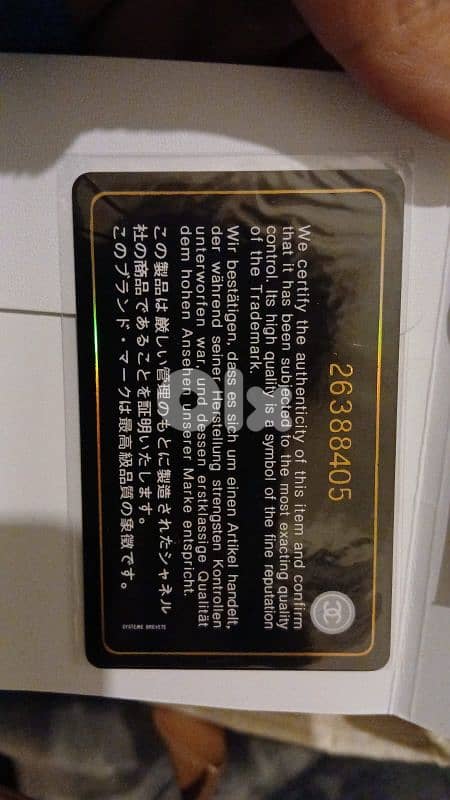 26388405
We certify the authenticity of this item and confirm
that it has been subjected to the most exacting quality
control. Its high quality is a symbol of the fine reputation
of the Trademark.
Wir bestätigen, dass es sich um einen Artikel handelt,
der während seiner Herstellung strengsten Kontrollen
unterworfen war, und dessen erstklassige Qualität
dem hohen Ansehen unserer Marke entspricht.
この製品は厳しい管理のもとに製造されたシャネル
社の商品であることを証明いたします。
このブランド・マークは最高級品質の象徴です。
SYSTEME BREVETE
olx